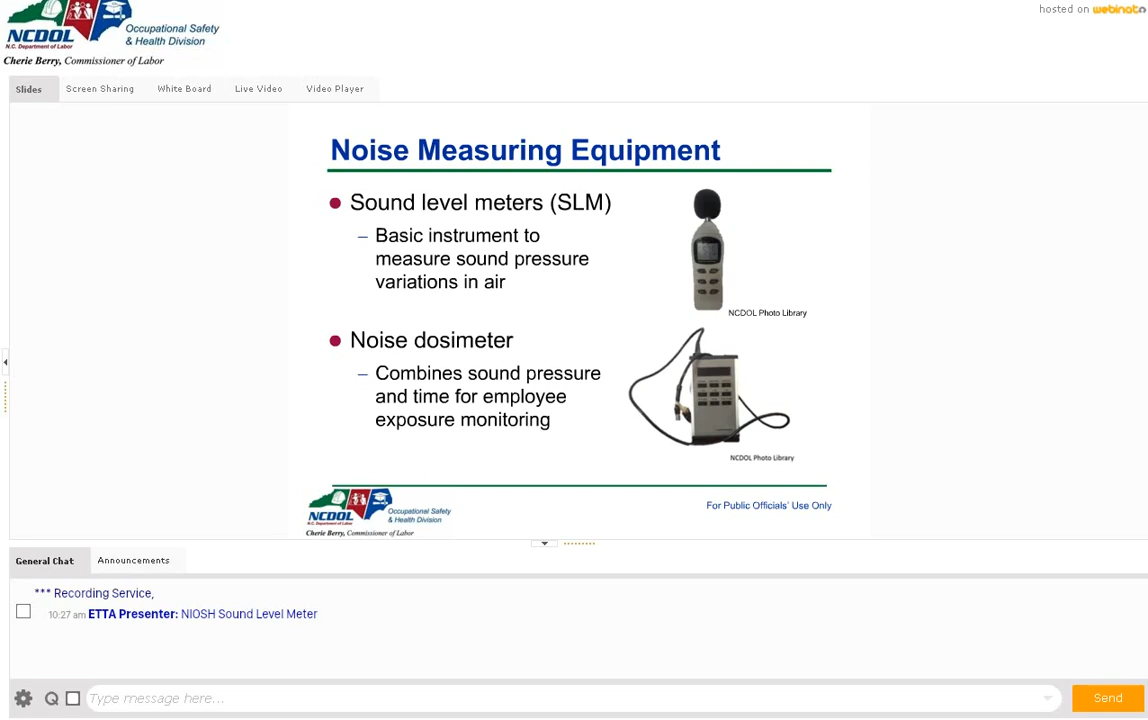 hosted on webinato
NCDOL
N.C. Department of Labor
Occupational Safety
& Health Division
Cherie Berry, Commissioner of Labor
Slides
Screen Sharing
White Board
Live Video
Video Player
Noise Measuring Equipment
Sound level meters (SLM)
– Basic instrument to
measure sound pressure
variations in air
NCDOL Photo Library
Noise dosimeter
– Combines sound pressure
and time for employee
exposure monitoring
NCDOL Photo Library
NCDOL
N.C. Department of Labor
Occupational Safety
& Health Division
Cherie Berry, Commissioner of Labor
For Public Officials' Use Only
General Chat
Announcements
*** Recording Service,
10:27 am ETTA Presenter: NIOSH Sound Level Meter
Q
Type message here...
Send